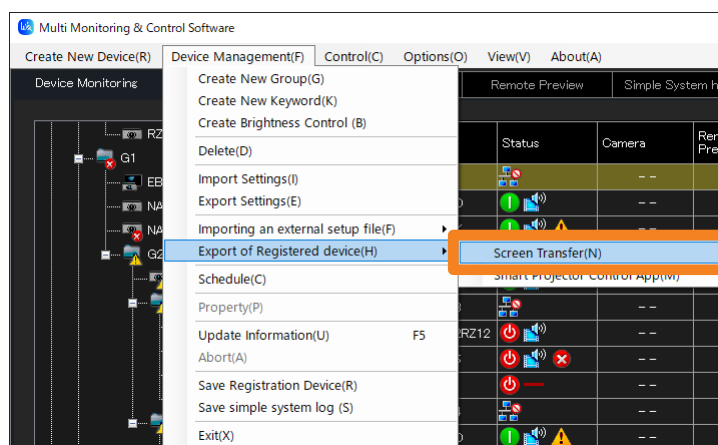 Multi Monitoring & Control Software
Create New Device(R) Device Management(F) Control(C) Options(O) View(V) About(A)
Device Monitoring Remote Preview Simple System
Create New Group(G)
Create New Keyword(K)
Create Brightness Control (B)
Delete(D)
Import Settings(I)
Export Settings(E)
Importing an external setup file(F)
Export of Registered device(H)
Screen Transfer(N)
Smart Projector Control App(M)
Schedule(C)
Property(P)
Update Information(U) F5
Abort(A)
Save Registration Device(R)
Save simple system log (S)
Exit(X)
Status Camera
RZ
G1
EB
NA
NA
G2
RZ12
-- 
-- 
-- 
-- 
-- 
-- 
-- 
--